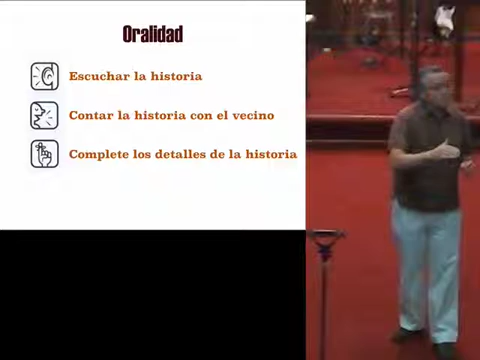 Oralidad
Escuchar la historia
Contar la historia con el vecino
Complete los detalles de la historia